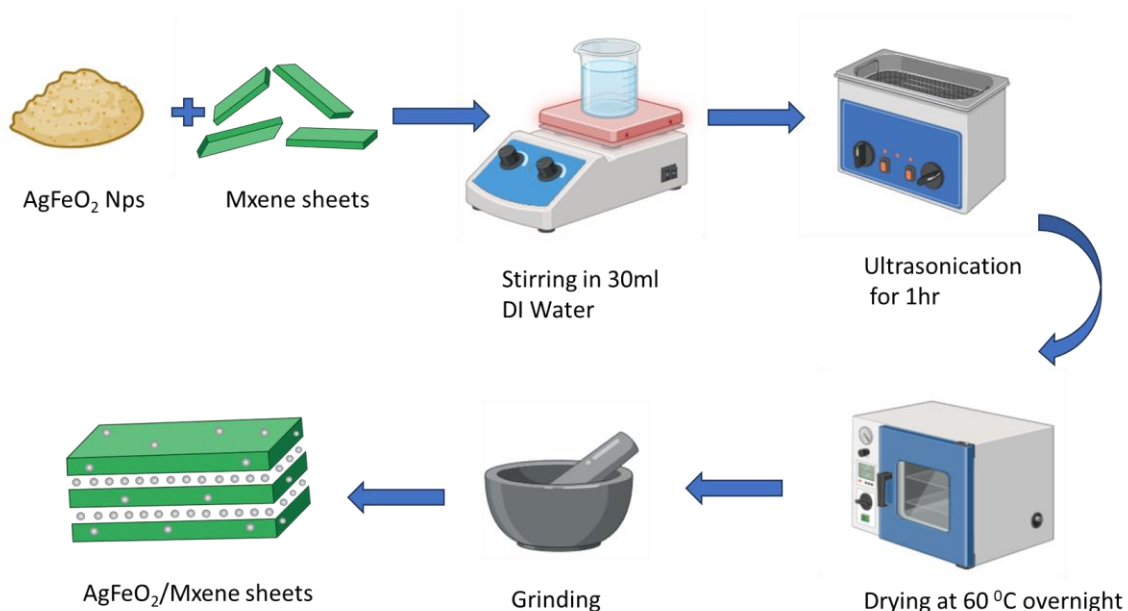 AgFeO₂ Nps
Mxene sheets
Stirring in 30ml
DI Water
Ultrasonication
for 1hr
Drying at 60 ⁰C overnight
Grinding
AgFeO₂/Mxene sheets